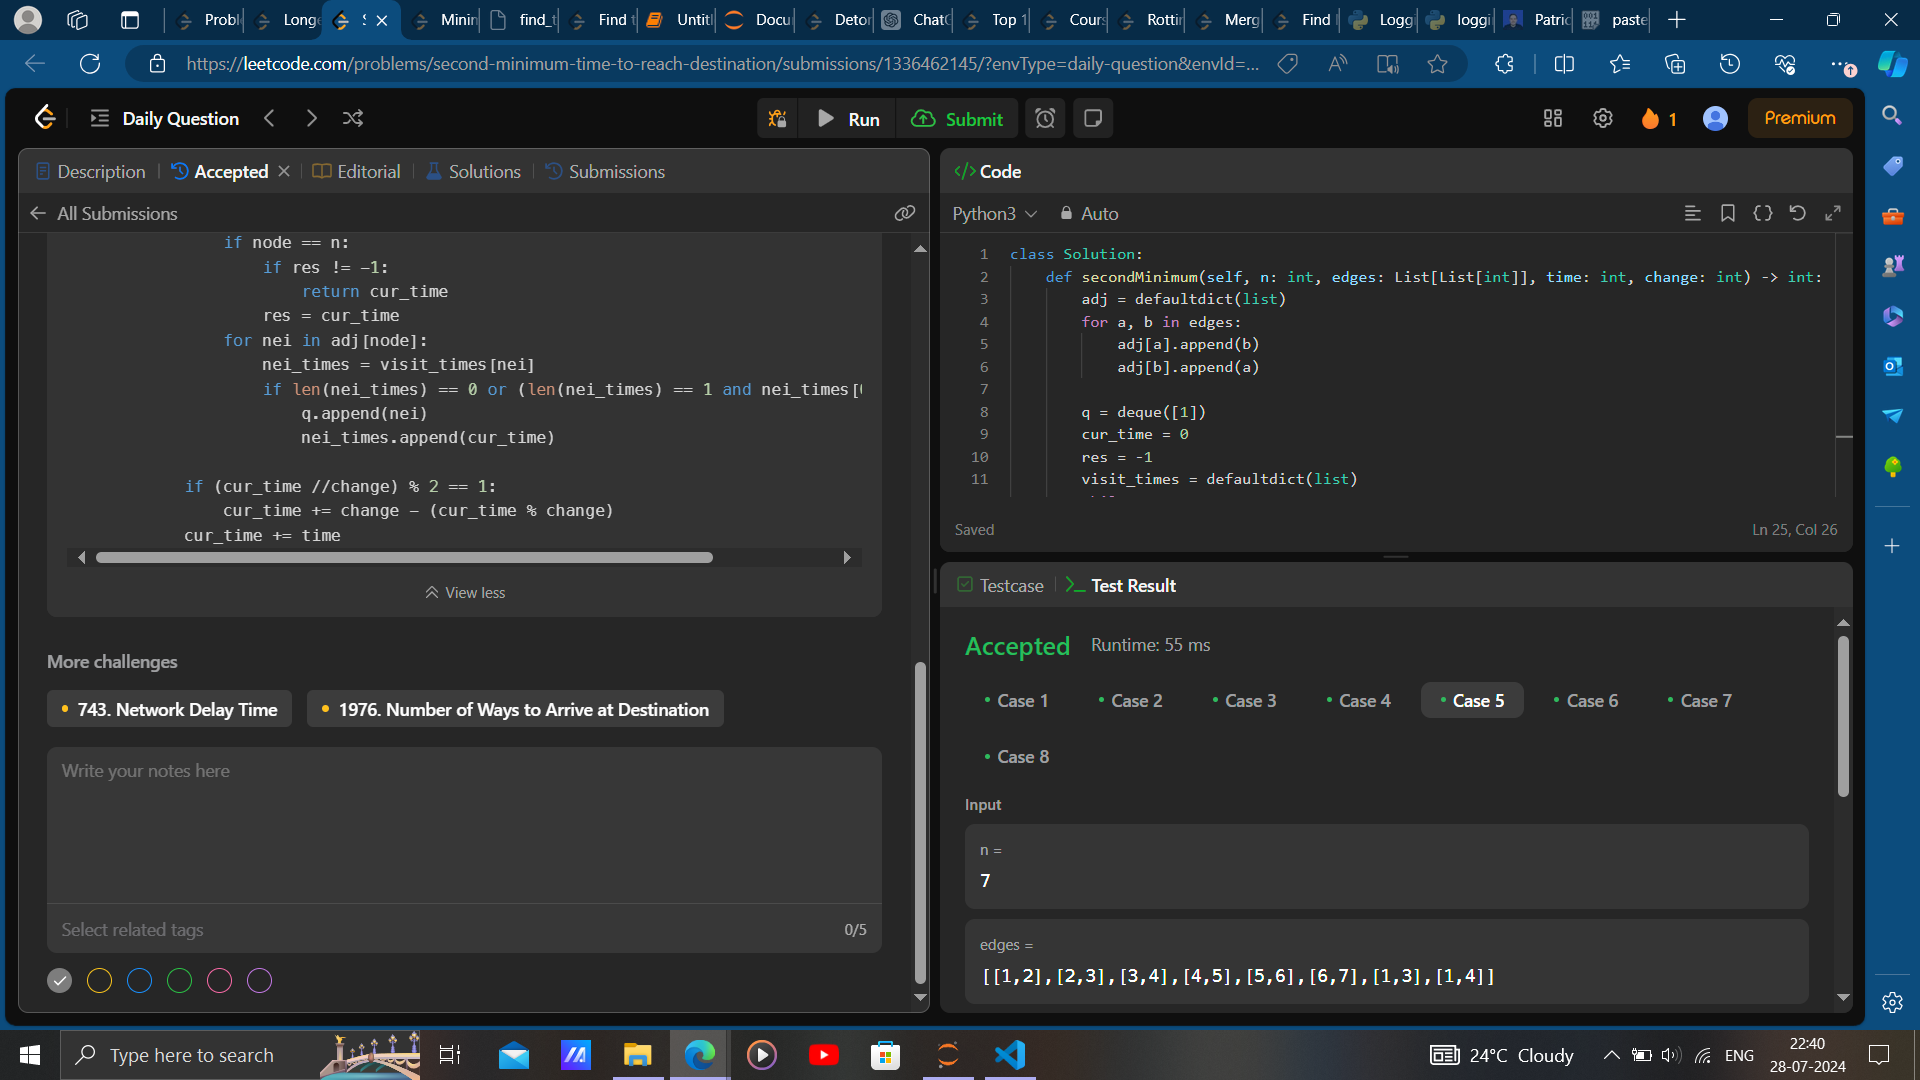 Probl
Longe
S
Minin
find_t
Find t
Untitl
Docu
Detor
ChatG
Top 1
Cours
Rottin
Merg
Find I
Loggi
loggi
Patric
paste
https://leetcode.com/problems/second-minimum-time-to-reach-destination/submissions/1336462145/?envType=daily-question&envId=...
Daily Question
Run
Submit
1
Premium
Description
Accepted
Editorial
Solutions
Submissions
All Submissions
if node == n:
if res != -1:
return cur_time
res = cur_time
for nei in adj[node]:
nei_times = visit_times[nei]
if len(nei_times) == 0 or (len(nei_times) == 1 and nei_times[
q.append(nei)
nei_times.append(cur_time)
if (cur_time //change) % 2 == 1:
cur_time += change - (cur_time % change)
cur_time += time
View less
More challenges
743. Network Delay Time
1976. Number of Ways to Arrive at Destination
Write your notes here
Select related tags
0/5
Code
Python3
Auto
1 class Solution:
2 def secondMinimum(self, n: int, edges: List[List[int]], time: int, change: int) -> int:
3 adj = defaultdict(list)
4 for a, b in edges:
5 adj[a].append(b)
6 adj[b].append(a)
7
8 q = deque([1])
9 cur_time = 0
10 res = -1
11 visit_times = defaultdict(list)
Saved
Ln 25, Col 26
Testcase
Test Result
Accepted
Runtime: 55 ms
Case 1
Case 2
Case 3
Case 4
Case 5
Case 6
Case 7
Case 8
Input
n =
7
edges =
[[1,2],[2,3],[3,4],[4,5],[5,6],[6,7],[1,3],[1,4]]
Type here to search
24°C Cloudy
ENG
22:40
28-07-2024